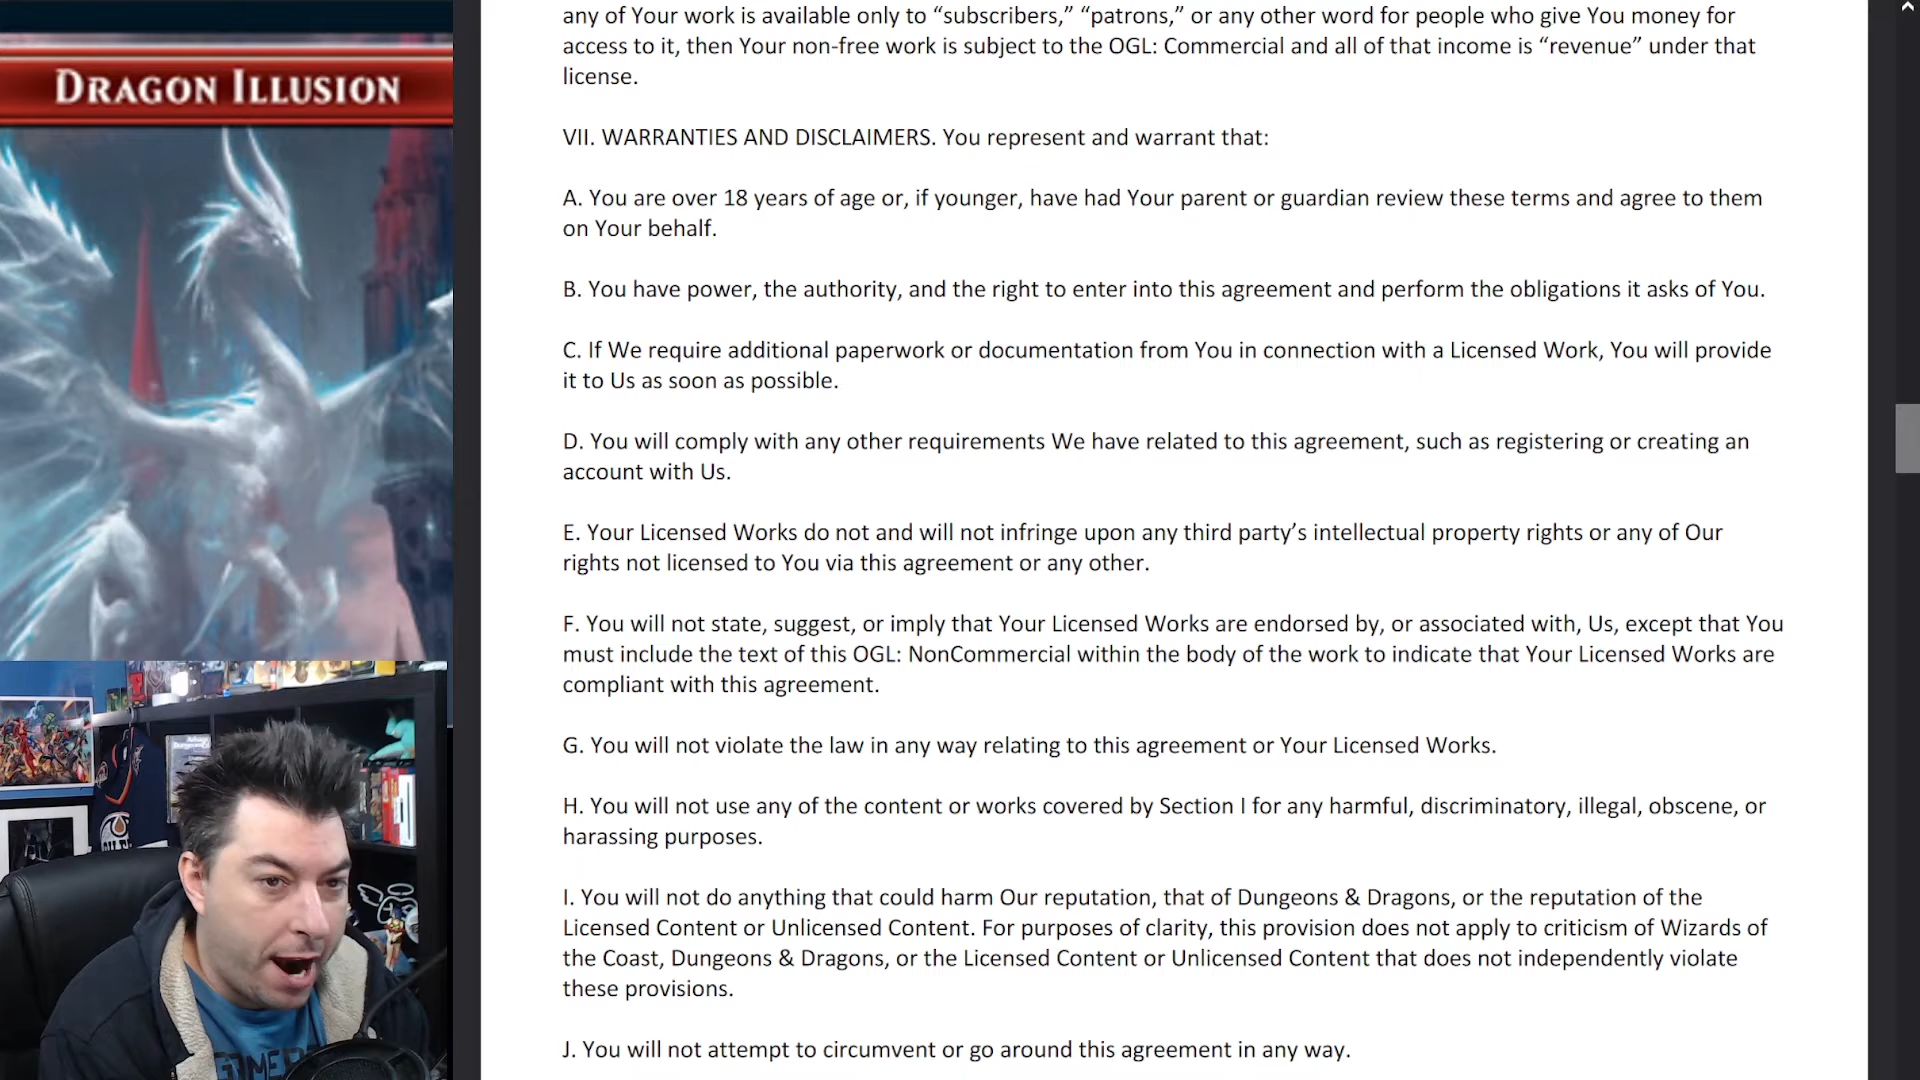 DRAGON ILLUSION
any of Your work is available only to “subscribers,” “patrons,” or any other word for people who give You money for
access to it, then Your non-free work is subject to the OGL: Commercial and all of that income is “revenue” under that
license.
VII. WARRANTIES AND DISCLAIMERS. You represent and warrant that:
A. You are over 18 years of age or, if younger, have had Your parent or guardian review these terms and agree to them
on Your behalf.
B. You have power, the authority, and the right to enter into this agreement and perform the obligations it asks of You.
C. If We require additional paperwork or documentation from You in connection with a Licensed Work, You will provide
it to Us as soon as possible.
D. You will comply with any other requirements We have related to this agreement, such as registering or creating an
account with Us.
E. Your Licensed Works do not and will not infringe upon any third party’s intellectual property rights or any of Our
rights not licensed to You via this agreement or any other.
F. You will not state, suggest, or imply that Your Licensed Works are endorsed by, or associated with, Us, except that You
must include the text of this OGL: NonCommercial within the body of the work to indicate that Your Licensed Works are
compliant with this agreement.
G. You will not violate the law in any way relating to this agreement or Your Licensed Works.
H. You will not use any of the content or works covered by Section I for any harmful, discriminatory, illegal, obscene, or
harassing purposes.
I. You will not do anything that could harm Our reputation, that of Dungeons & Dragons, or the reputation of the
Licensed Content or Unlicensed Content. For purposes of clarity, this provision does not apply to criticism of Wizards of
the Coast, Dungeons & Dragons, or the Licensed Content or Unlicensed Content that does not independently violate
these provisions.
J. You will not attempt to circumvent or go around this agreement in any way.